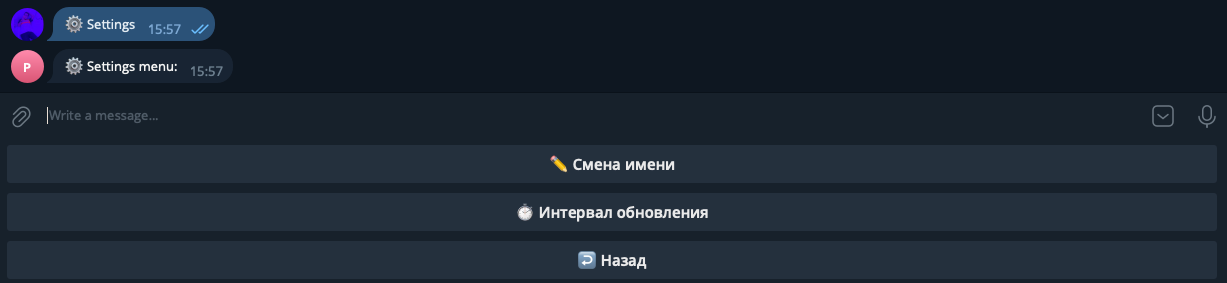 ⚙️ Settings 15:57
P
⚙️ Settings menu: 15:57
Write a message...
✏️ Смена имени
⏱️ Интервал обновления
↩️ Назад